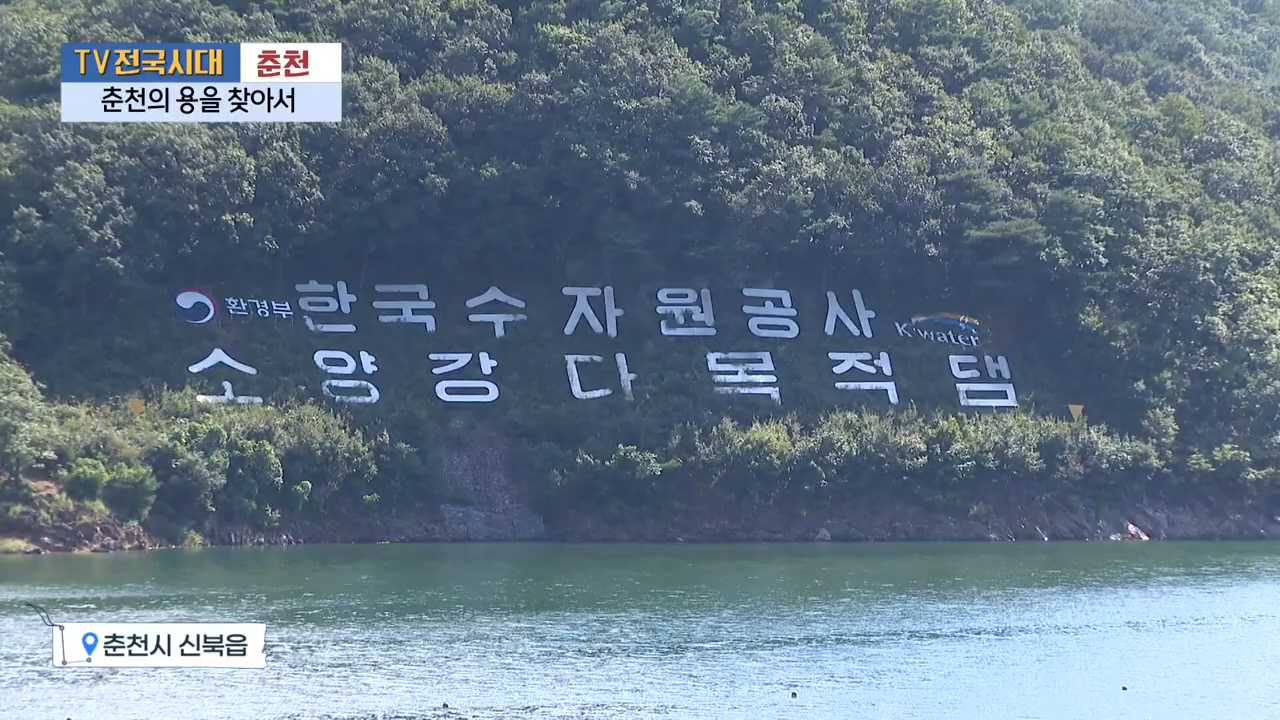 TV전국시대 춘천
춘천의 용을 찾아서
환경부 한국수자원공사 K-water
소양강다목적댐
춘천시 신북읍